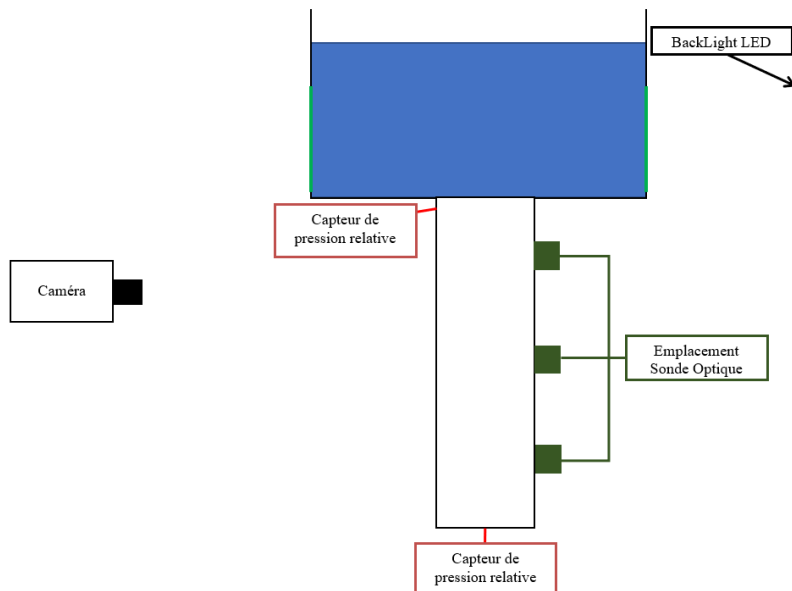 BackLight LED
Capteur de
pression relative
Caméra
Emplacement
Sonde Optique
Capteur de
pression relative